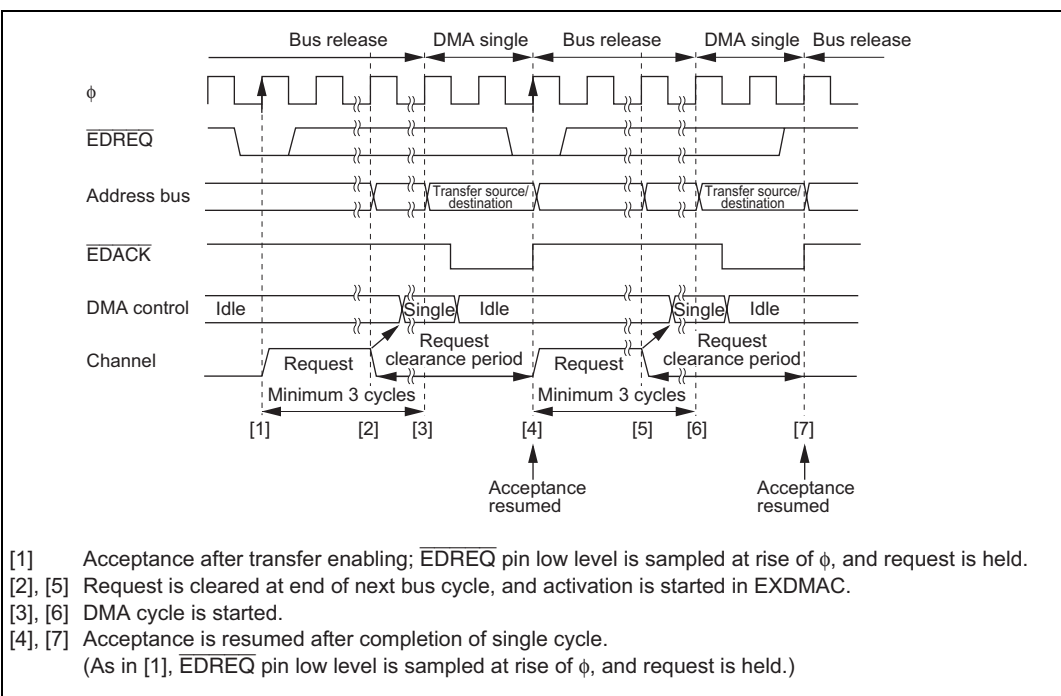 Bus release DMA single Bus release DMA single Bus release
ϕ
EDREQ
Address bus
Transfer source/
destination
Transfer source/
destination
EDACK
DMA control
Idle Single Idle Single Idle
Channel
Request
Request
clearance period
Request
Request
clearance period
Minimum 3 cycles Minimum 3 cycles
[1] [2] [3] [4] [5] [6] [7]
Acceptance
resumed
Acceptance
resumed
[1] Acceptance after transfer enabling; EDREQ pin low level is sampled at rise of ϕ, and request is held.
[2], [5] Request is cleared at end of next bus cycle, and activation is started in EXDMAC.
[3], [6] DMA cycle is started.
[4], [7] Acceptance is resumed after completion of single cycle.
(As in [1], EDREQ pin low level is sampled at rise of ϕ, and request is held.)